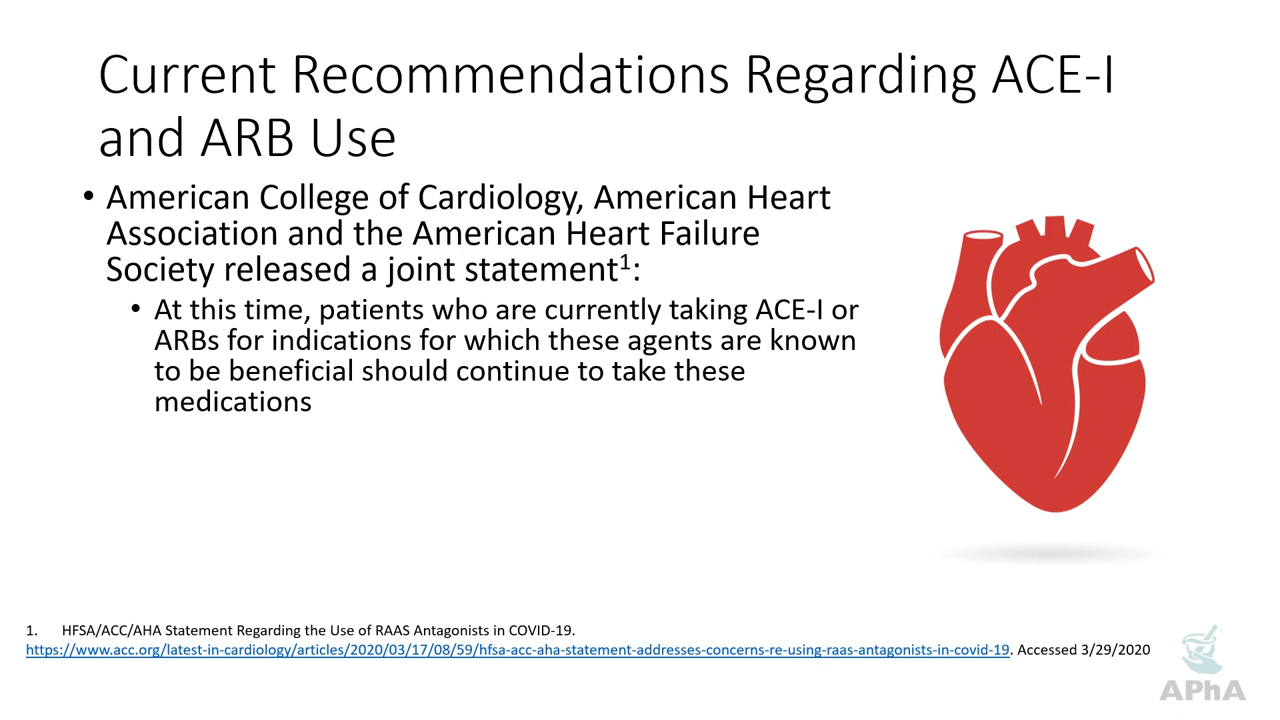 Current Recommendations Regarding ACE-I
and ARB Use
• American College of Cardiology, American Heart
Association and the American Heart Failure
Society released a joint statement1:
• At this time, patients who are currently taking ACE-I or
ARBs for indications for which these agents are known
to be beneficial should continue to take these
medications
1. HFSA/ACC/AHA Statement Regarding the Use of RAAS Antagonists in COVID-19.
https://www.acc.org/latest-in-cardiology/articles/2020/03/17/08/59/hfsa-acc-aha-statement-addresses-concerns-re-using-raas-antagonists-in-covid-19. Accessed 3/29/2020
APhA